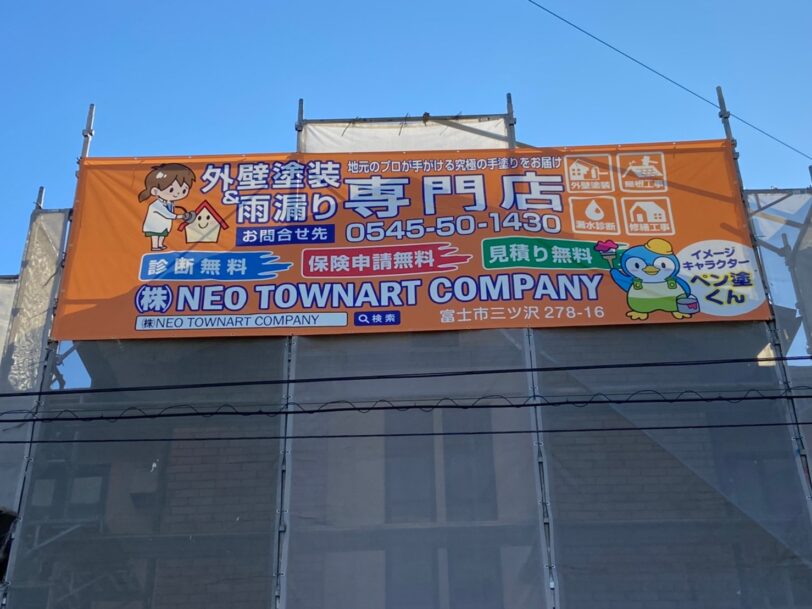 外壁塗装
&
雨漏り
地元のプロが手がける究極の手塗りをお届け
専門店
お問合せ先 0545-50-1430
外壁塗装
屋根工事
漏水診断
修繕工事
診断無料
保険申請無料
見積り無料
㈱NEO TOWNART COMPANY
㈱NEO TOWNART COMPANY 検索
富士市三ツ沢 278-16
イメージ
キャラクター
ペン塗
くん